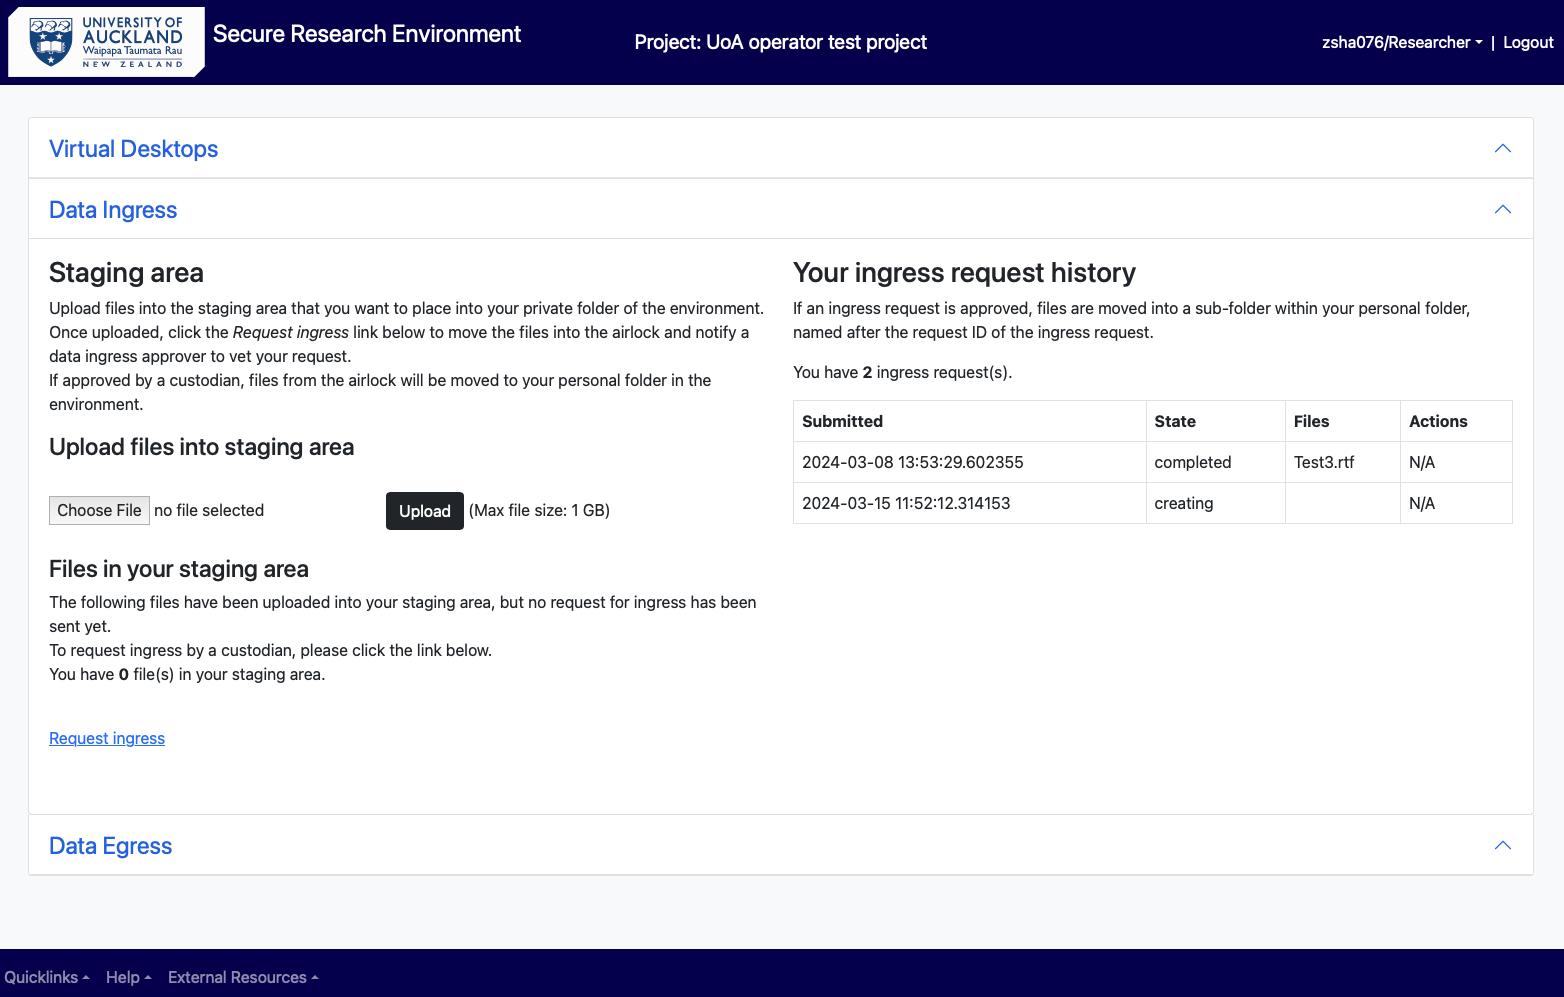 UNIVERSITY OF
AUCKLAND
Waipapa Taumata Rau
NEW ZEALAND
Secure Research Environment
Project: UoA operator test project
zsha076/Researcher | Logout
Virtual Desktops
Data Ingress
Staging area
Upload files into the staging area that you want to place into your private folder of the environment.
Once uploaded, click the Request ingress link below to move the files into the airlock and notify a
data ingress approver to vet your request.
If approved by a custodian, files from the airlock will be moved to your personal folder in the
environment.
Upload files into staging area
Choose File no file selected Upload (Max file size: 1 GB)
Files in your staging area
The following files have been uploaded into your staging area, but no request for ingress has been
sent yet.
To request ingress by a custodian, please click the link below.
You have 0 file(s) in your staging area.
Request ingress
Your ingress request history
If an ingress request is approved, files are moved into a sub-folder within your personal folder,
named after the request ID of the ingress request.
You have 2 ingress request(s).
Submitted State Files Actions
2024-03-08 13:53:29.602355 completed Test3.rtf N/A
2024-03-15 11:52:12.314153 creating N/A
Data Egress
Quicklinks Help External Resources